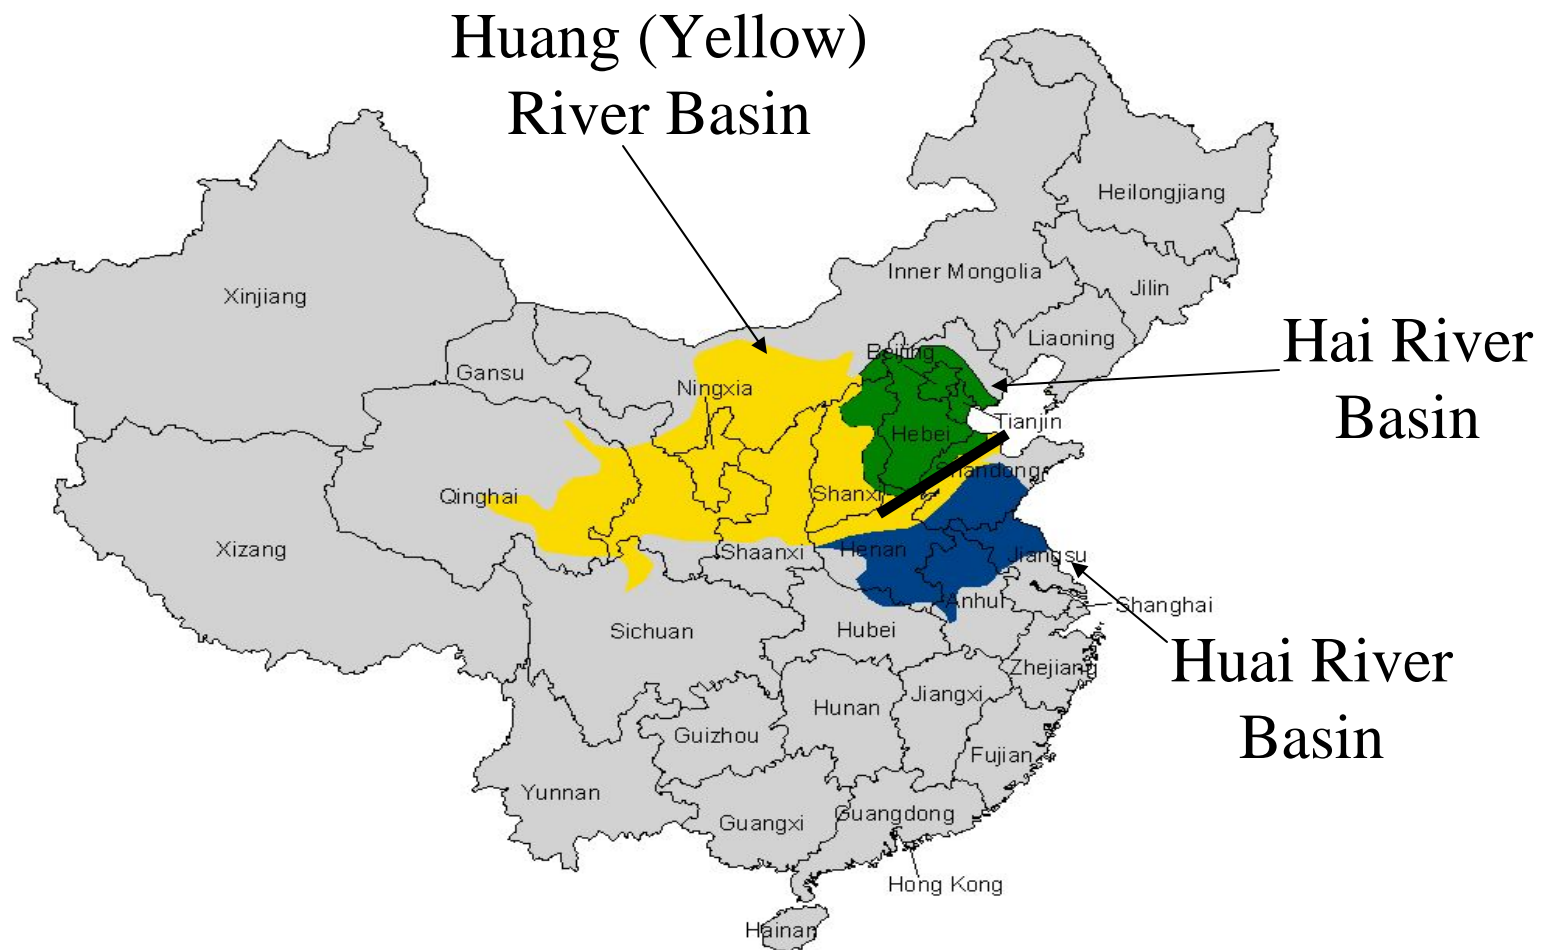 Huang (Yellow)
River Basin
Heilongjiang
Inner Mongolia
Jilin
Xinjiang
Liaoning
Hai River
Basin
Beijing
Gansu
Ningxia
Tianjin
Hebei
Shandong
Qinghai
Shanxi
Xizang
Shaanxi
Henan
Jiangsu
Anhui
Shanghai
Sichuan
Hubei
Huai River
Basin
Zhejiang
Jiangxi
Hunan
Guizhou
Fujian
Yunnan
Guangxi
Guangdong
Hong Kong
Hainan